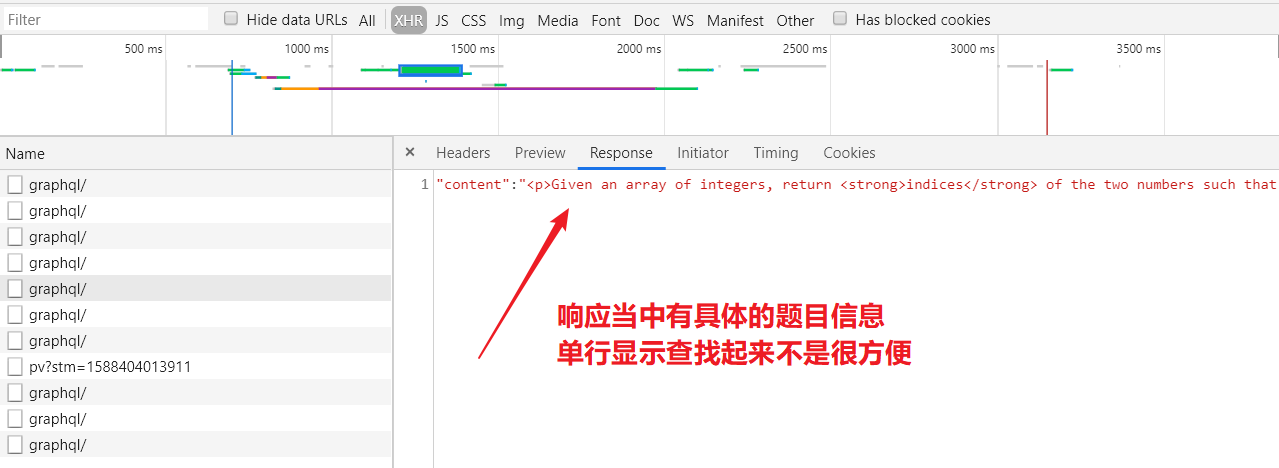 Filter Hide data URLs All XHR JS CSS Img Media Font Doc WS Manifest Other Has blocked cookies
500 ms 1000 ms 1500 ms 2000 ms 2500 ms 3000 ms 3500 ms
Name × Headers Preview Response Initiator Timing Cookies
graphql/
1 "content":"<p>Given an array of integers, return <strong>indices</strong> of the two numbers such that
graphql/
graphql/
graphql/
graphql/
graphql/
响应当中有具体的题目信息
graphql/
单行显示查找起来不是很方便
pv?stm=1588404013911
graphql/
graphql/
graphql/